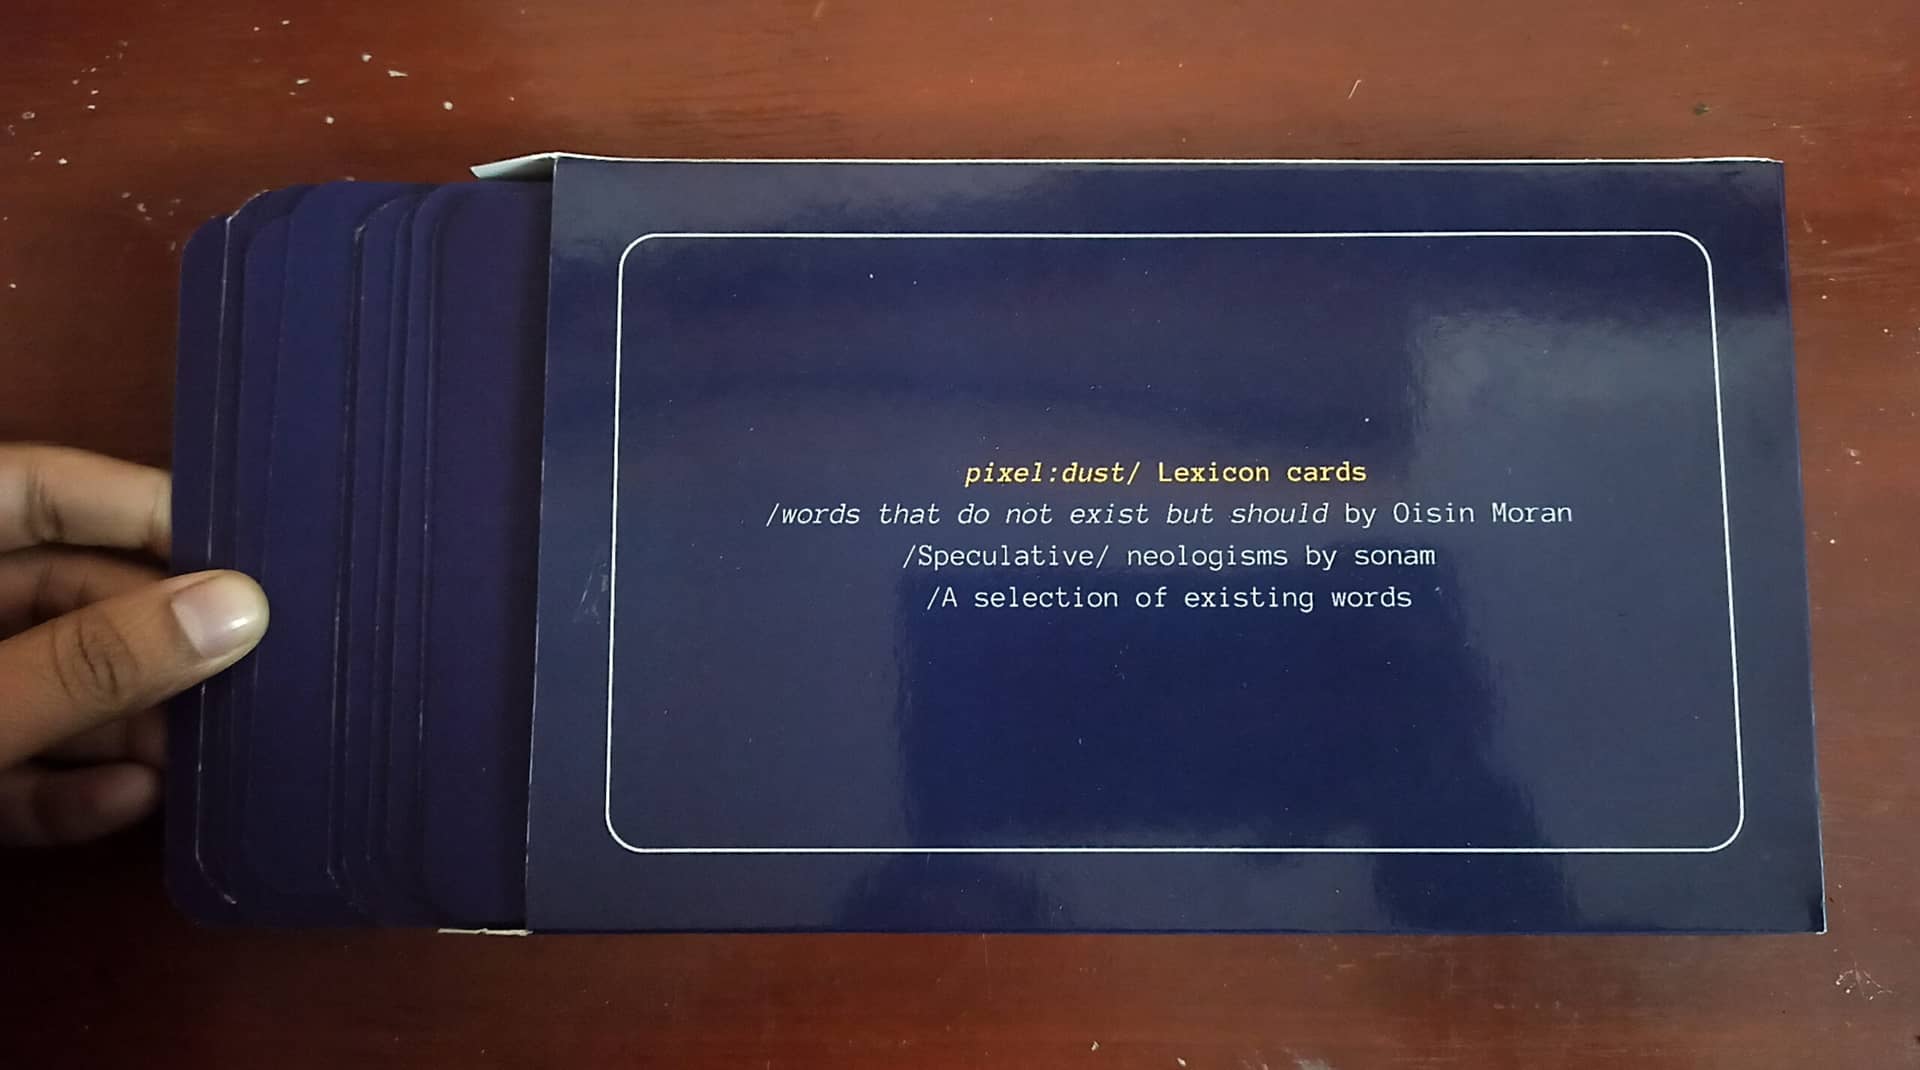 pixel:dust/ Lexicon cards
/words that do not exist but should by Oisin Moran
/Speculative/ neologisms by sonam
/A selection of existing words